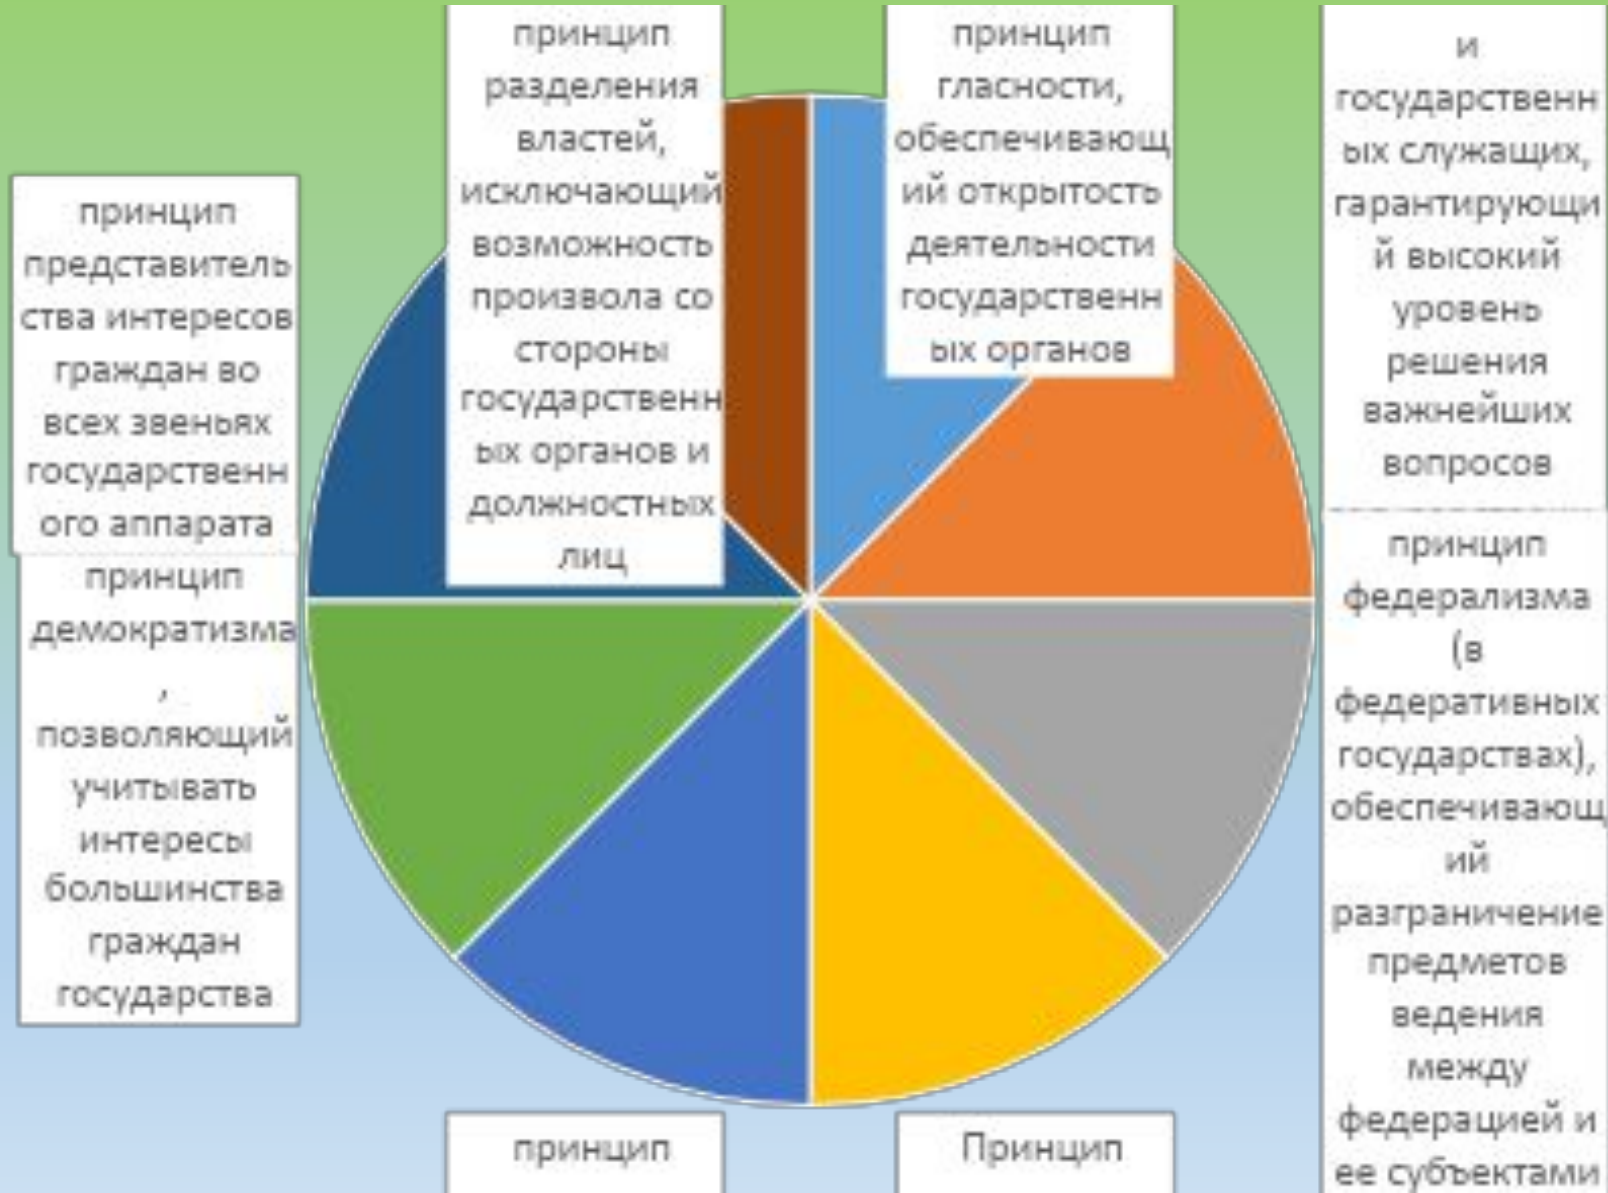 принцип
разделения
властей,
исключающий
возможность
произвола со
стороны
государственн
ых органов и
должностных
лиц
принцип
гласности,
обеспечивающ
ий открытость
деятельности
государственн
ых органов
и
государственн
ых служащих,
гарантирующи
й высокий
уровень
решения
важнейших
вопросов
принцип
представитель
ства интересов
граждан во
всех звеньях
государственн
ого аппарата
принцип
демократизма
,
позволяющий
учитывать
интересы
большинства
граждан
государства
принцип
федерализма
(в
федеративных
государствах),
обеспечивающ
ий
разграничение
предметов
ведения
между
федерацией и
ее субъектами
принцип
Принцип